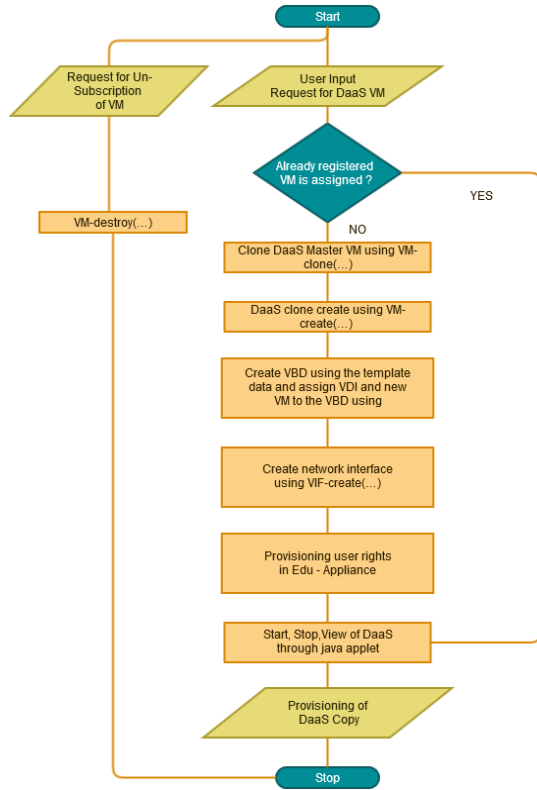 Start
Request for Un-
Subscription
of VM
User Input
Request for DaaS VM
Already registered
VM is assigned ?
YES
VM-destroy(...)
NO
Clone DaaS Master VM using VM-
clone(...)
DaaS clone create using VM-
create(...)
Create VBD using the template
data and assign VDI and new
VM to the VBD using
Create network interface
using VIF-create(...)
Provisioning user rights
in Edu - Appliance
Start, Stop,View of DaaS
through java applet
Provisioning of
DaaS Copy
Stop